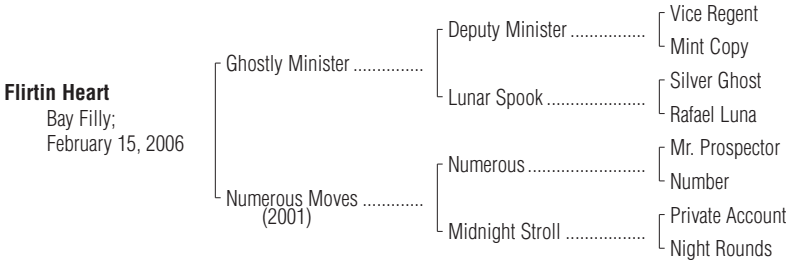 Vice Regent
Deputy Minister ................
Mint Copy
Ghostly Minister ...............
Silver Ghost
Lunar Spook .....................
Rafael Luna
Flirtin Heart
Bay Filly;
February 15, 2006
Mr. Prospector
Numerous.........................
Number
Numerous Moves .............
(2001)
Private Account
Midnight Stroll .................
Night Rounds